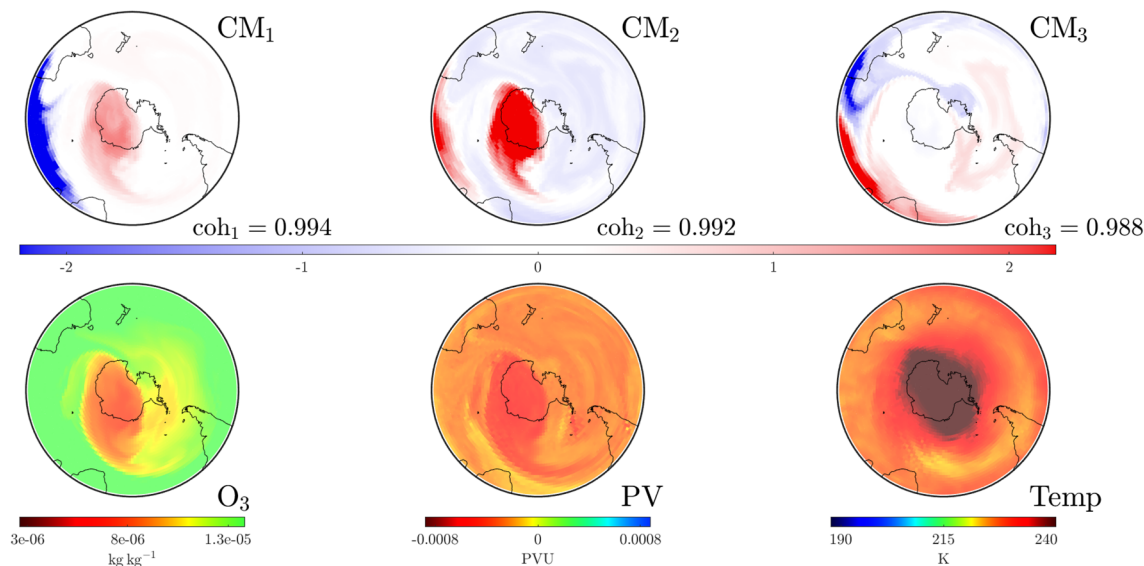 CM₁ CM₂ CM₃
coh₁ = 0.994 coh₂ = 0.992 coh₃ = 0.988
-2 -1 0 1 2
O₃ PV Temp
3e-06 8e-06 1.3e-05 -0.0008 0 0.0008 190 215 240
kg kg⁻¹ PVU K